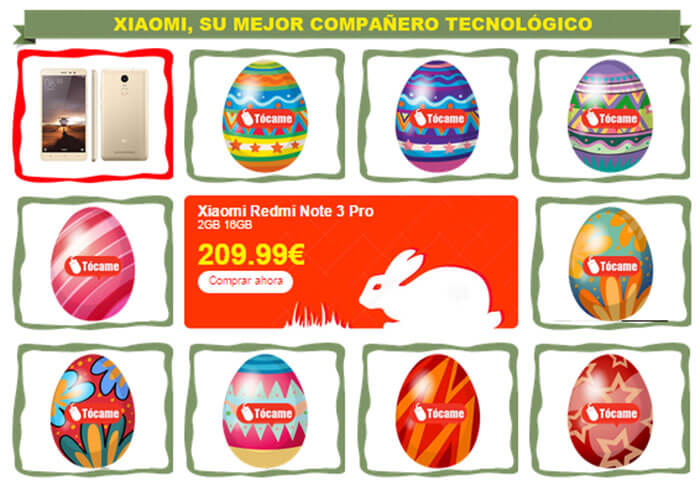 XIAOMI, SU MEJOR COMPAÑERO TECNOLÓGICO
Tócame
Tócame
Tócame
Tócame
Xiaomi Redmi Note 3 Pro
2GB 16GB
209.99€
Comprar ahora
Tócame
Tócame
Tócame
Tócame
Tócame